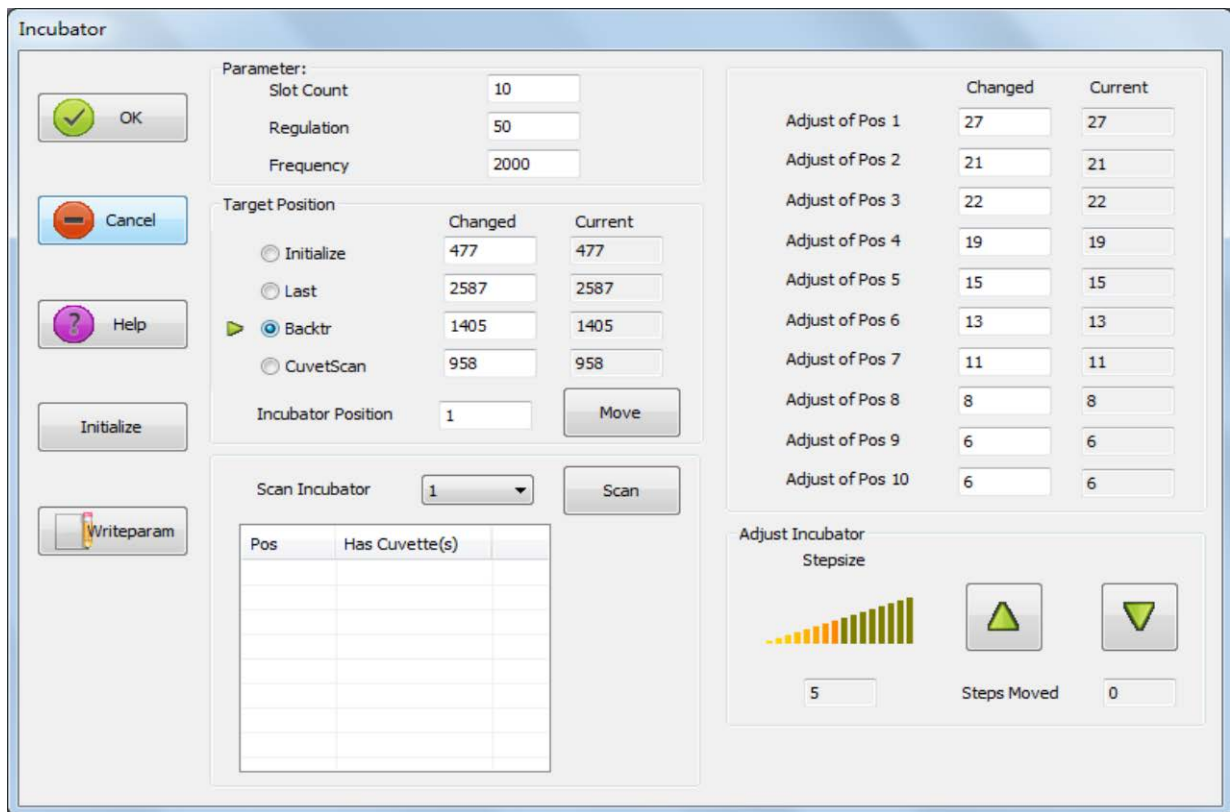 Incubator
OK
Cancel
Help
Initialize
Writeparam
Parameter:
Slot Count 10
Regulation 50
Frequency 2000
Target Position
Changed Current
Initialize 477 477
Last 2587 2587
Backtr 1405 1405
CuvetScan 958 958
Incubator Position 1 Move
Scan Incubator 1 Scan
Pos Has Cuvette(s)
Changed Current
Adjust of Pos 1 27 27
Adjust of Pos 2 21 21
Adjust of Pos 3 22 22
Adjust of Pos 4 19 19
Adjust of Pos 5 15 15
Adjust of Pos 6 13 13
Adjust of Pos 7 11 11
Adjust of Pos 8 8 8
Adjust of Pos 9 6 6
Adjust of Pos 10 6 6
Adjust Incubator
Stepsize
5 Steps Moved 0